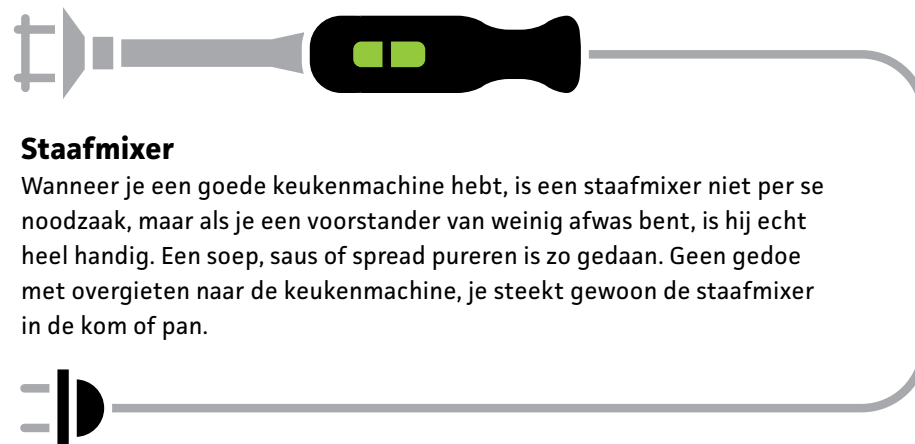 Staafmixer
Wanneer je een goede keukenmachine hebt, is een staafmixer niet per se
noodzaak, maar als je een voorstander van weinig afwas bent, is hij echt
heel handig. Een soep, saus of spread pureren is zo gedaan. Geen gedoe
met overgieten naar de keukenmachine, je steekt gewoon de staafmixer
in de kom of pan.